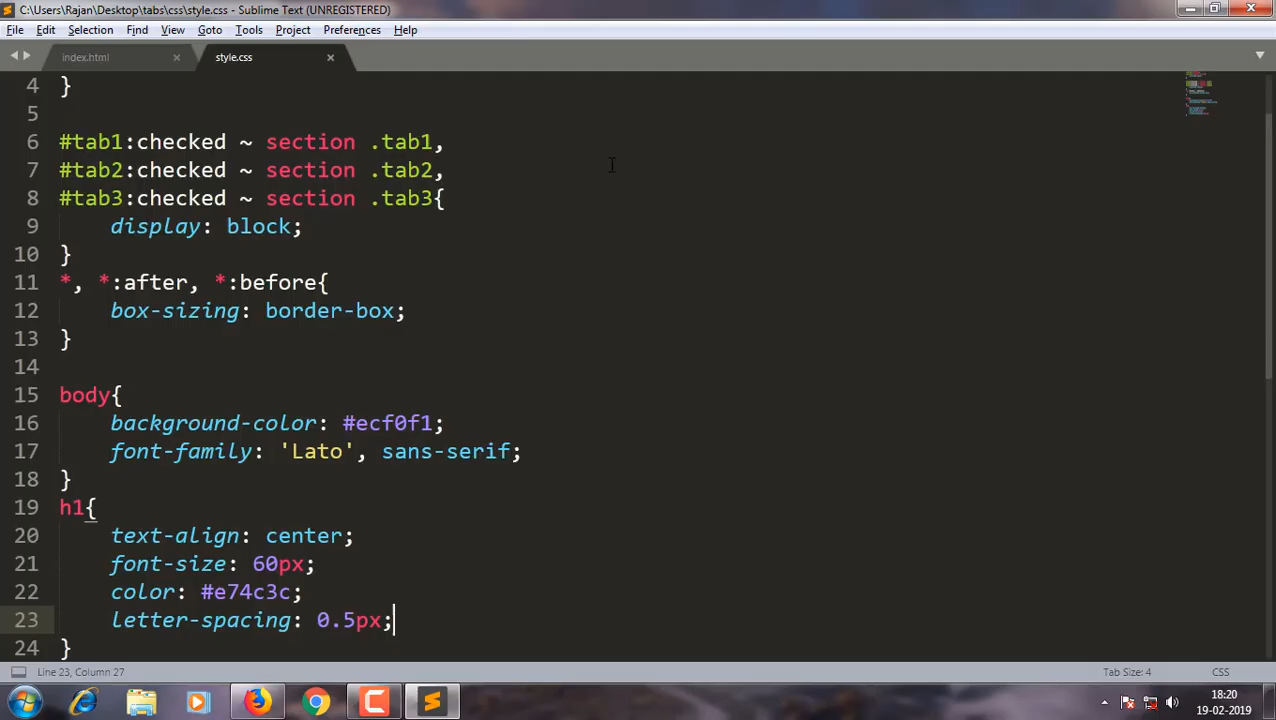 C:\Users\Rajan\Desktop\tabs\css\style.css - Sublime Text (UNREGISTERED)
File Edit Selection Find View Goto Tools Project Preferences Help
index.html × style.css ×
4 }
5
6 #tab1:checked ~ section .tab1,
7 #tab2:checked ~ section .tab2,
8 #tab3:checked ~ section .tab3{
9 display: block;
10 }
11 *, *:after, *:before{
12 box-sizing: border-box;
13 }
14
15 body{
16 background-color: #ecf0f1;
17 font-family: 'Lato', sans-serif;
18 }
19 h1{
20 text-align: center;
21 font-size: 60px;
22 color: #e74c3c;
23 letter-spacing: 0.5px;
24 }
Line 23, Column 27 Tab Size: 4 CSS
18:20
19-02-2019